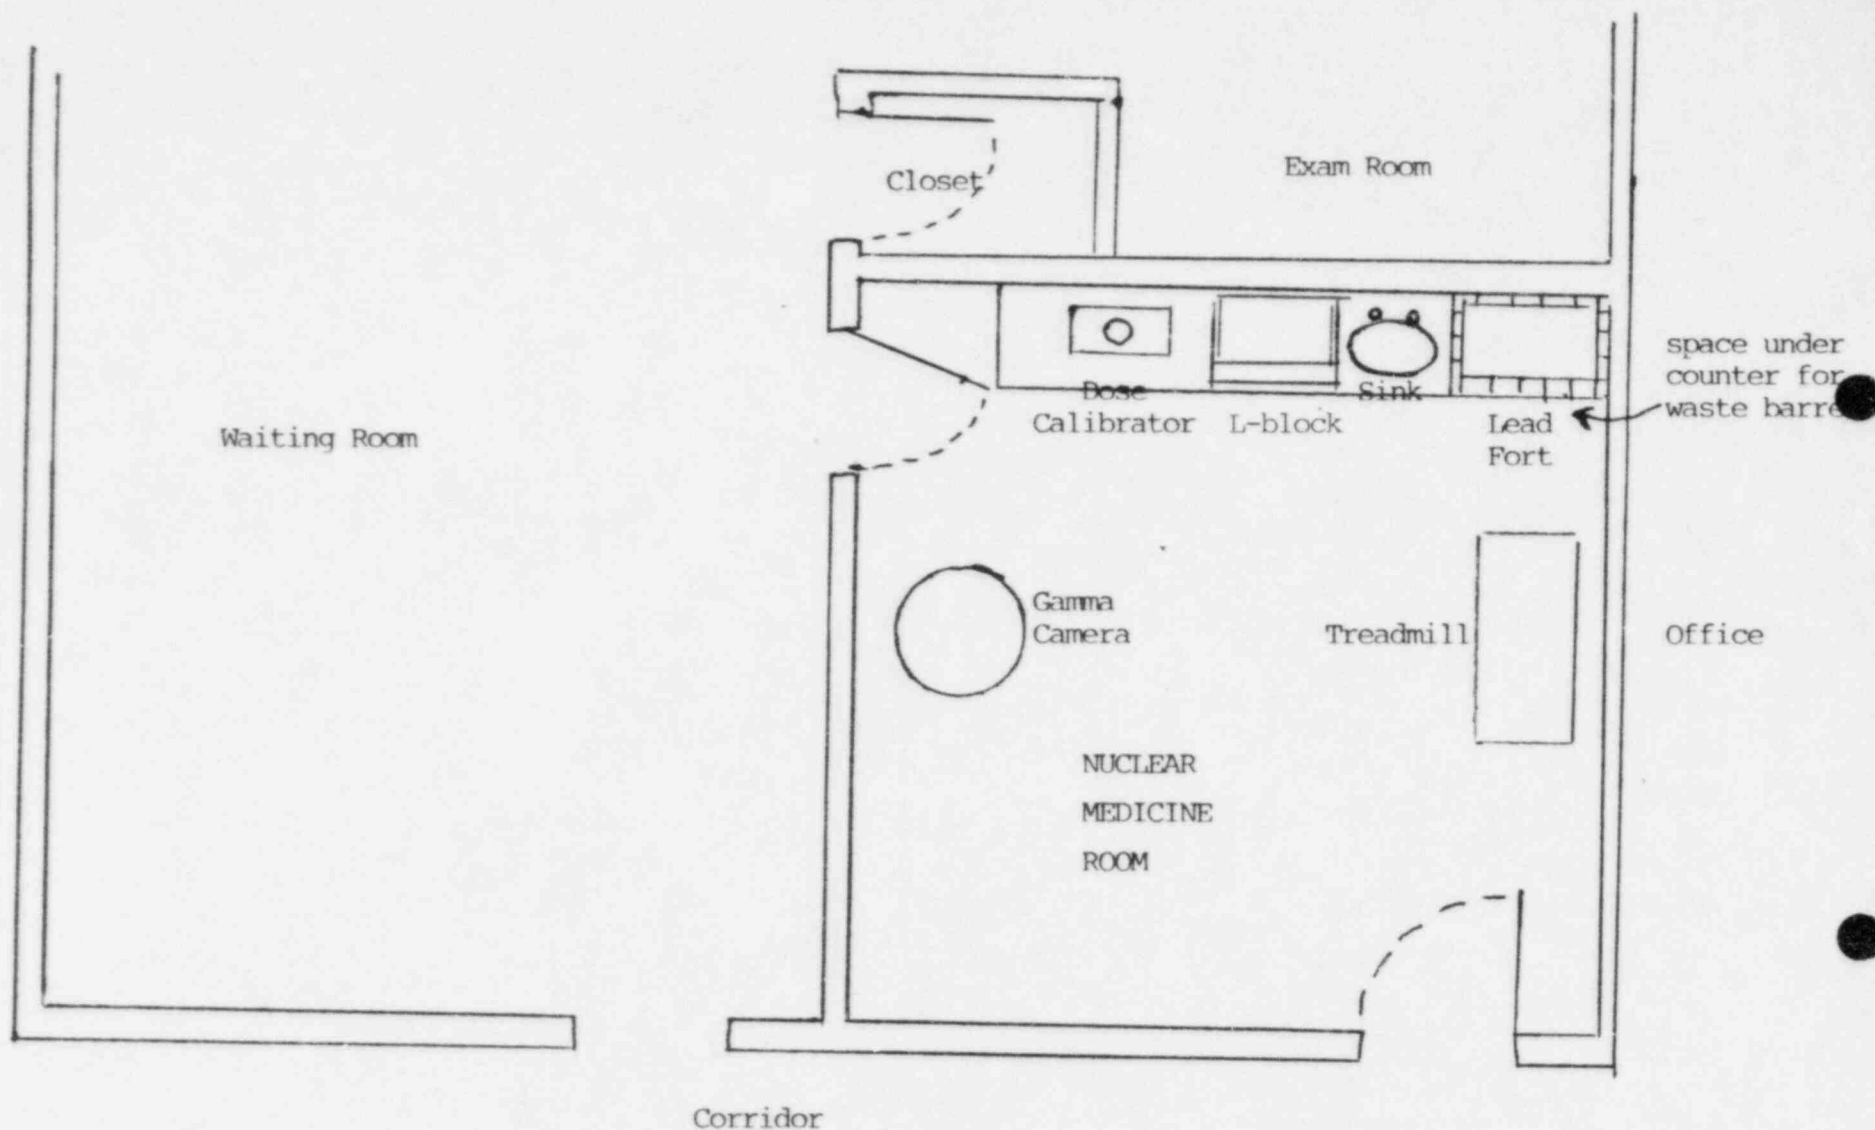 Closet
Exam Room
space under
counter for
waste barre
Dose
Calibrator
L-block
Sink
Lead
Fort
Waiting Room
Gamma
Camera
Treadmill
Office
NUCLEAR
MEDICINE
ROOM
Corridor